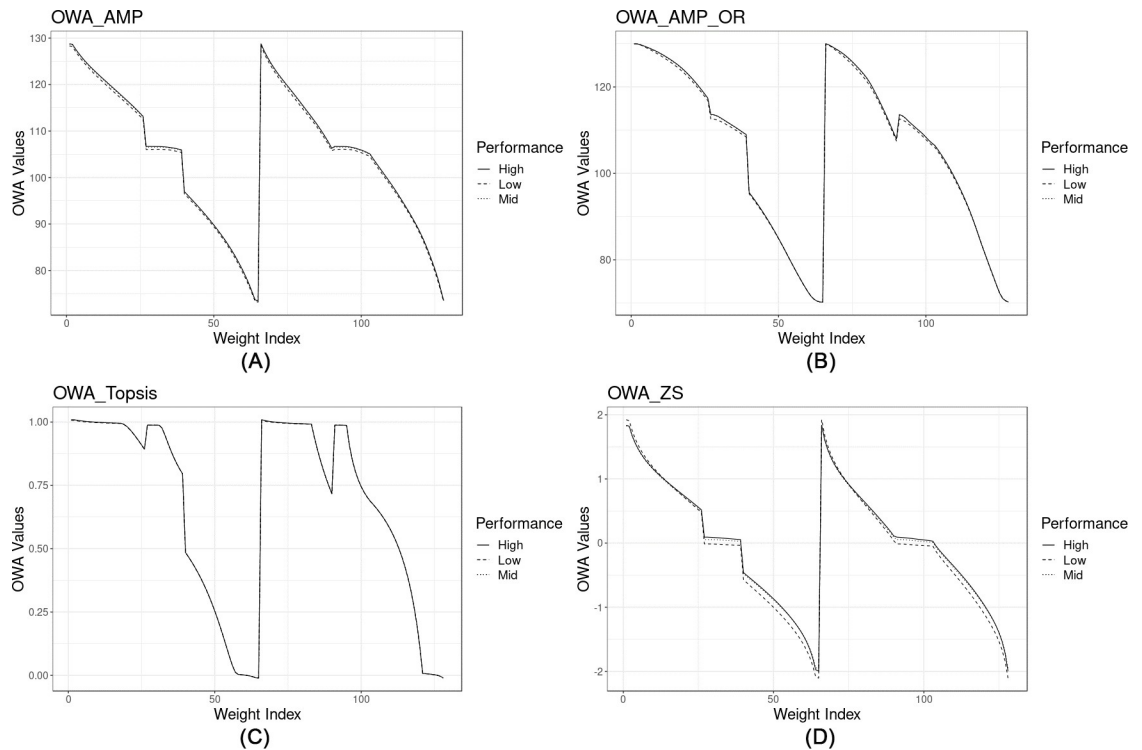 OWA_AMP
130
120
110
100
90
80
0
50
100
OWA Values
Weight Index
Performance
High
Low
Mid
(A)
OWA_AMP_OR
120
100
80
0
50
100
OWA Values
Weight Index
Performance
High
Low
Mid
(B)
OWA_Topsis
1.00
0.75
0.50
0.25
0.00
0
50
100
OWA Values
Weight Index
Performance
High
Low
Mid
(C)
OWA_ZS
2
1
0
-1
-2
0
50
100
OWA Values
Weight Index
Performance
High
Low
Mid
(D)